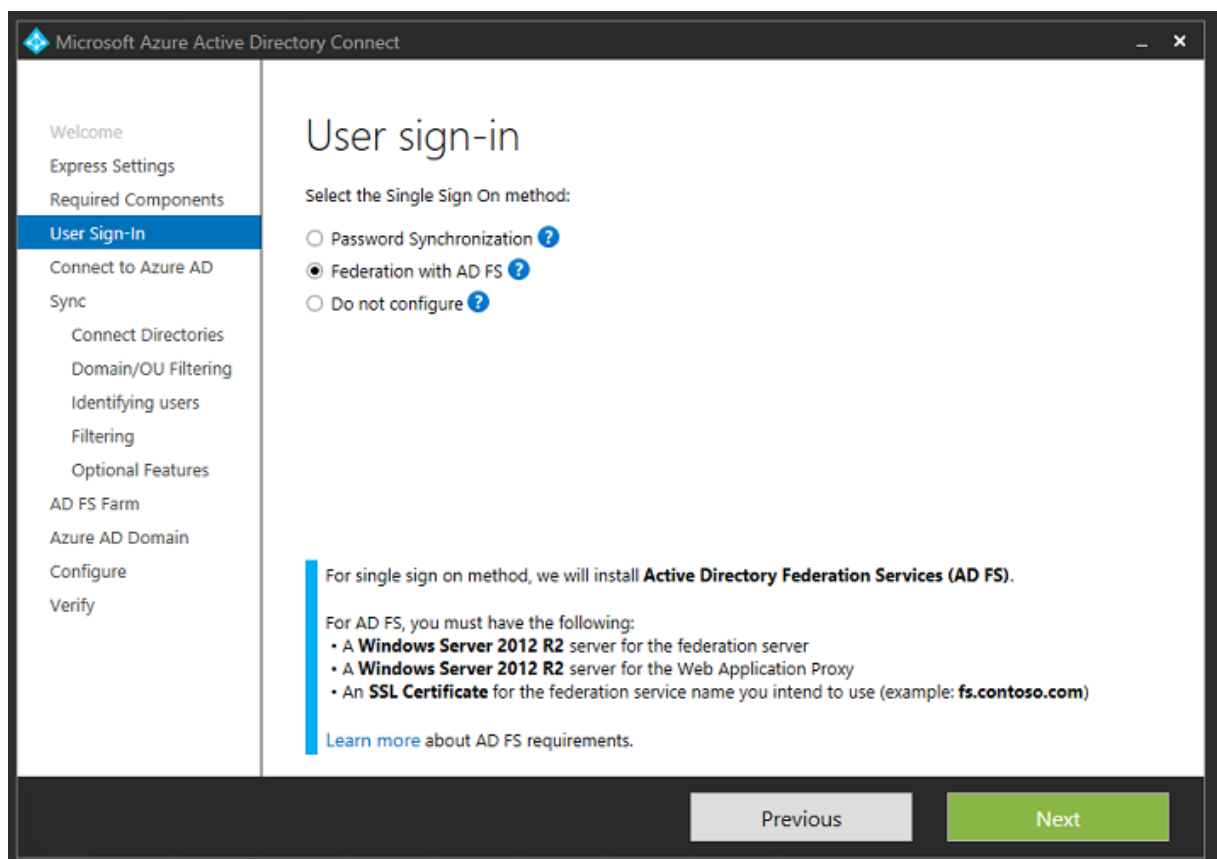 Microsoft Azure Active Directory Connect
Welcome
Express Settings
Required Components
User Sign-In
Connect to Azure AD
Sync
Connect Directories
Domain/OU Filtering
Identifying users
Filtering
Optional Features
AD FS Farm
Azure AD Domain
Configure
Verify
User sign-in
Select the Single Sign On method:
Password Synchronization ?
Federation with AD FS ?
Do not configure ?
For single sign on method, we will install Active Directory Federation Services (AD FS).
For AD FS, you must have the following:
• A Windows Server 2012 R2 server for the federation server
• A Windows Server 2012 R2 server for the Web Application Proxy
• An SSL Certificate for the federation service name you intend to use (example: fs.contoso.com)
Learn more about AD FS requirements.
Previous
Next